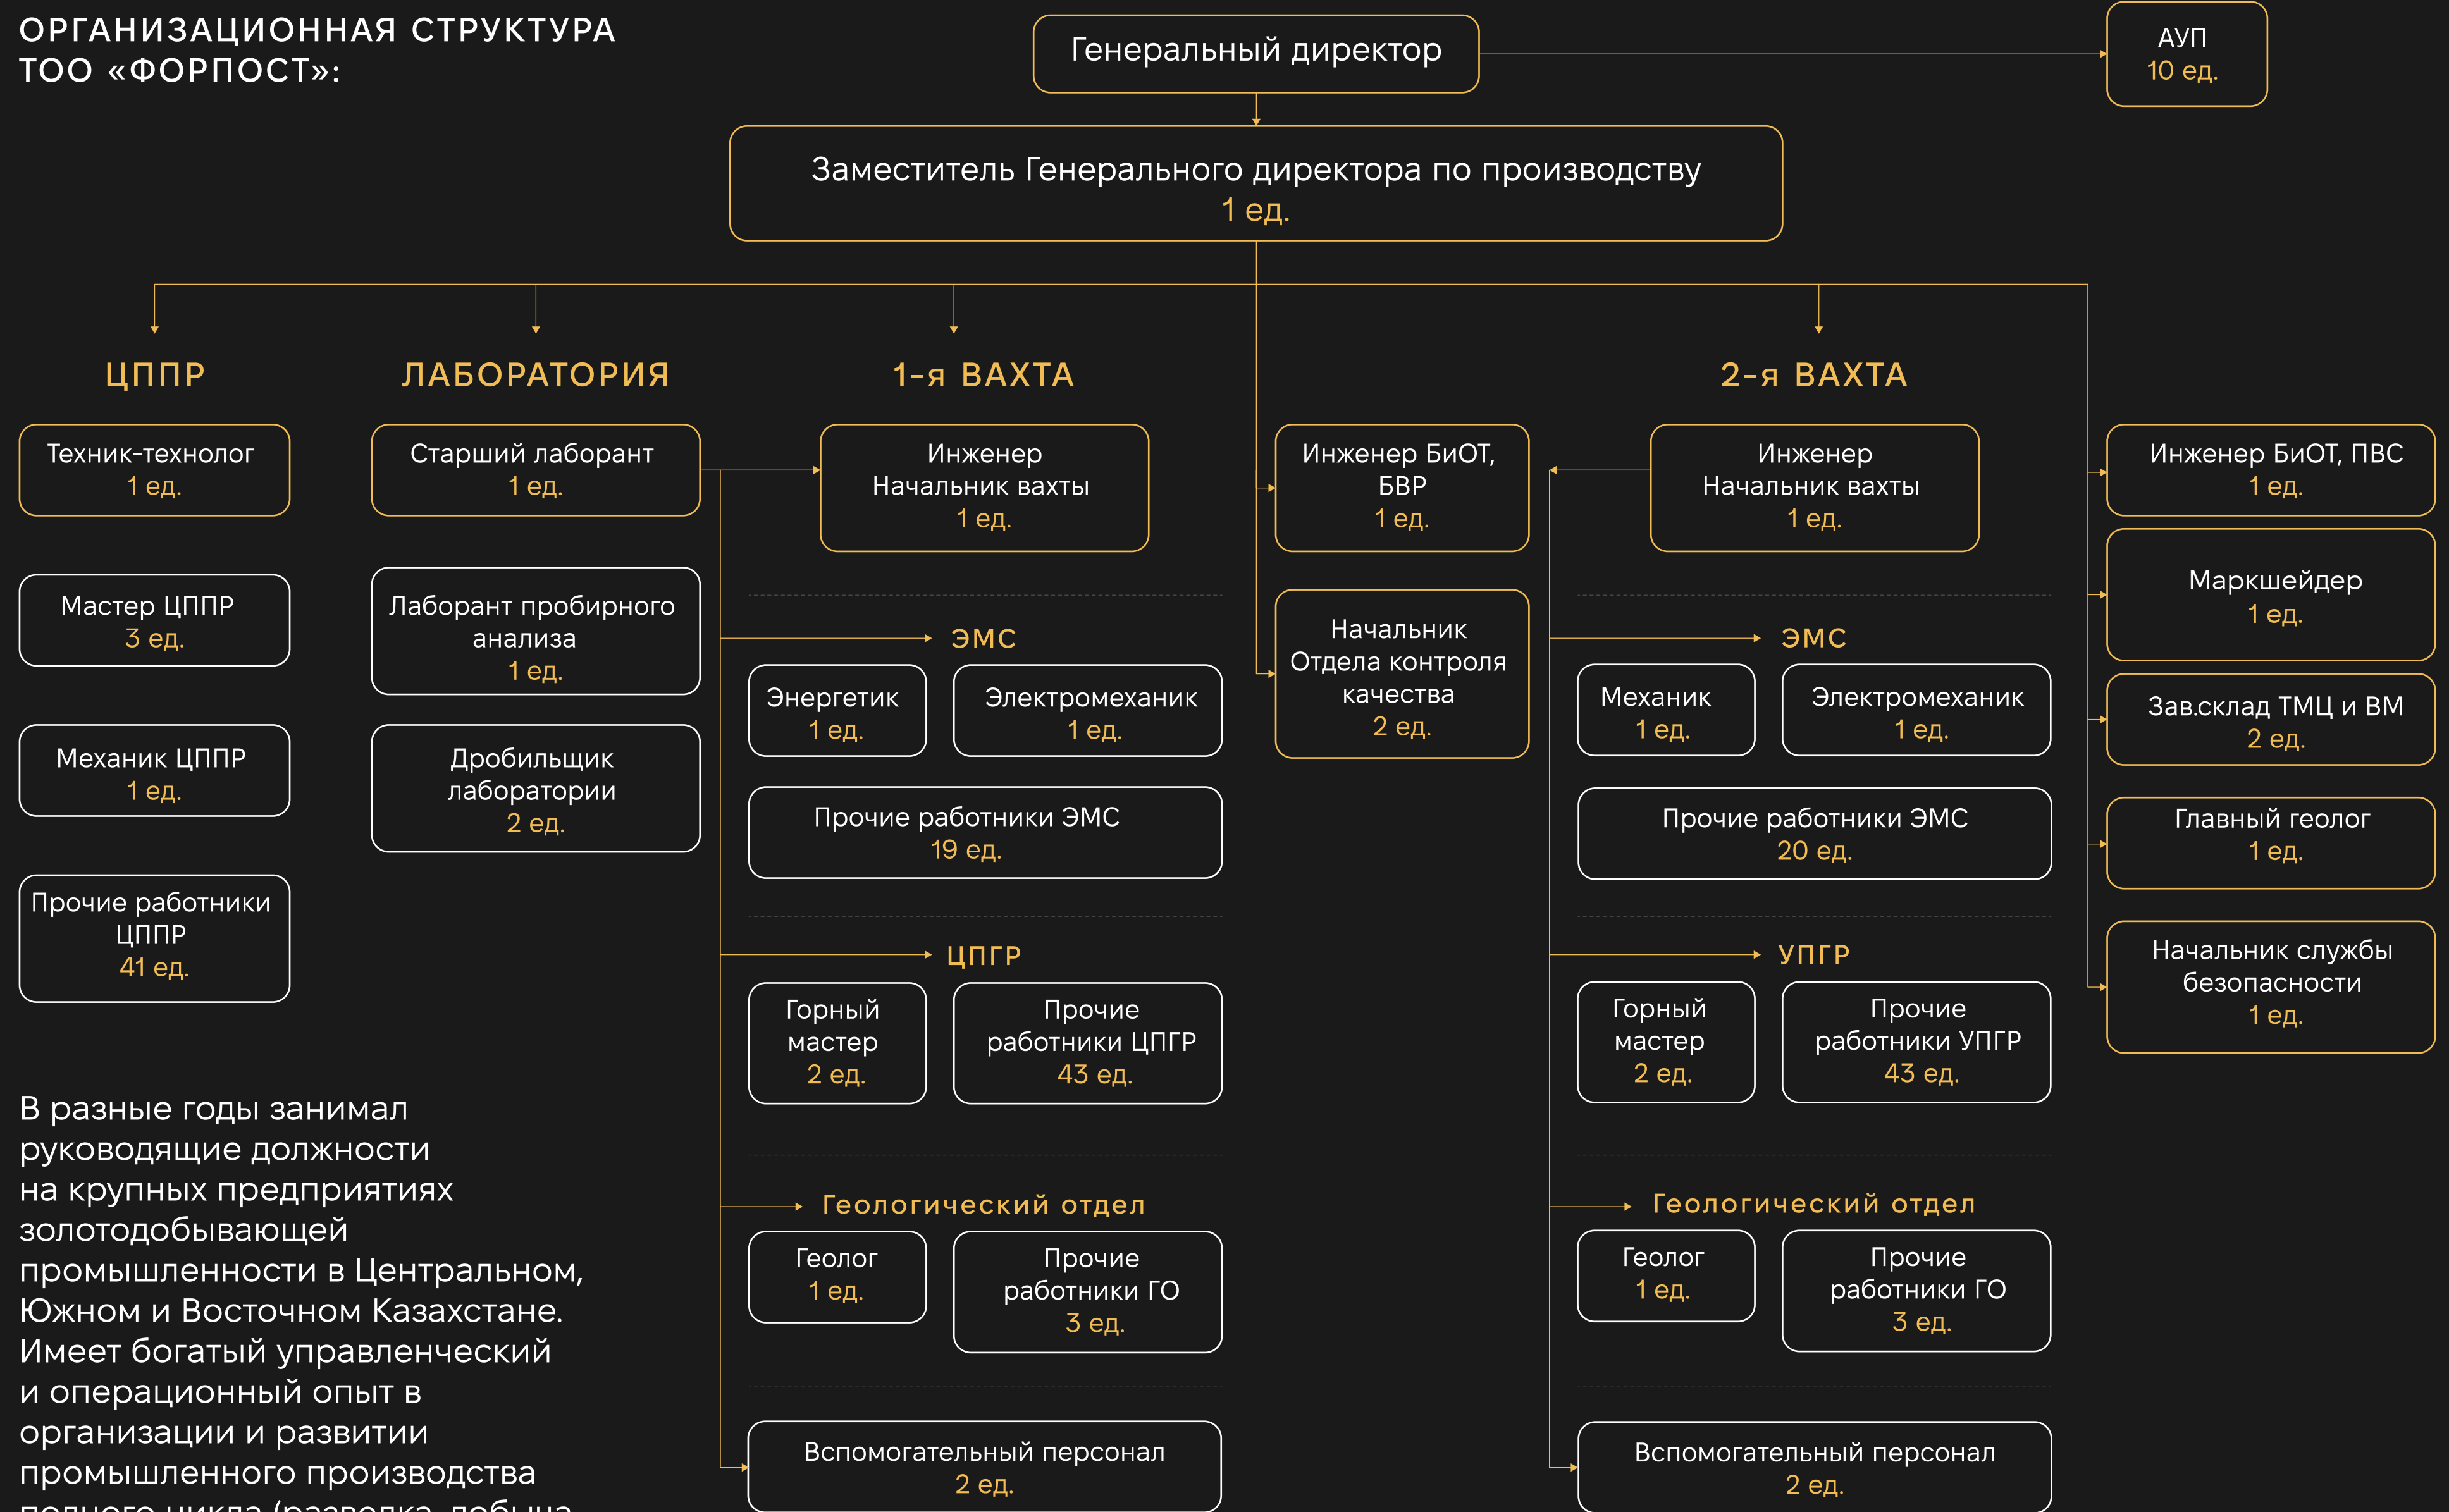 ОРГАНИЗАЦИОННАЯ СТРУКТУРА
ТОО «ФОРПОСТ»:
Генеральный директор
АУП
10 ед.
Заместитель Генерального директора по производству
1 ед.
ЦППР
Техник-технолог
1 ед.
Мастер ЦППР
3 ед.
Механик ЦППР
1 ед.
Прочие работники
ЦППР
41 ед.
ЛАБОРАТОРИЯ
Старший лаборант
1 ед.
Лаборант пробирного
анализа
1 ед.
Дробильщик
лаборатории
2 ед.
1-я ВАХТА
Инженер
Начальник вахты
1 ед.
ЭМС
Энергетик
1 ед.
Электромеханик
1 ед.
Прочие работники ЭМС
19 ед.
ЦПГР
Горный
мастер
2 ед.
Прочие
работники ЦПГР
43 ед.
Геологический отдел
Геолог
1 ед.
Прочие
работники ГО
3 ед.
Вспомогательный персонал
2 ед.
Инженер БиОТ,
БВР
1 ед.
Начальник
Отдела контроля
качества
2 ед.
2-я ВАХТА
Инженер
Начальник вахты
1 ед.
ЭМС
Механик
1 ед.
Электромеханик
1 ед.
Прочие работники ЭМС
20 ед.
УПГР
Горный
мастер
2 ед.
Прочие
работники УПГР
43 ед.
Геологический отдел
Геолог
1 ед.
Прочие
работники ГО
3 ед.
Вспомогательный персонал
2 ед.
Инженер БиОТ, ПВС
1 ед.
Маркшейдер
1 ед.
Зав.склад ТМЦ и ВМ
2 ед.
Главный геолог
1 ед.
Начальник службы
безопасности
1 ед.
В разные годы занимал
руководящие должности
на крупных предприятиях
золотодобывающей
промышленности в Центральном,
Южном и Восточном Казахстане.
Имеет богатый управленческий
и операционный опыт в
организации и развитии
промышленного производства
полного цикла (разведка, добыча,